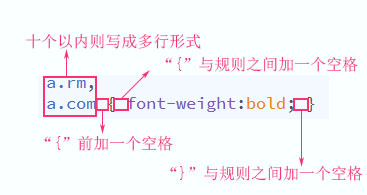 十个以内则写成多行形式
“{”与规则之间加一个空格
a.rm,
a.com { font-weight:bold; }
“{”前加一个空格
“}”与规则之间加一个空格